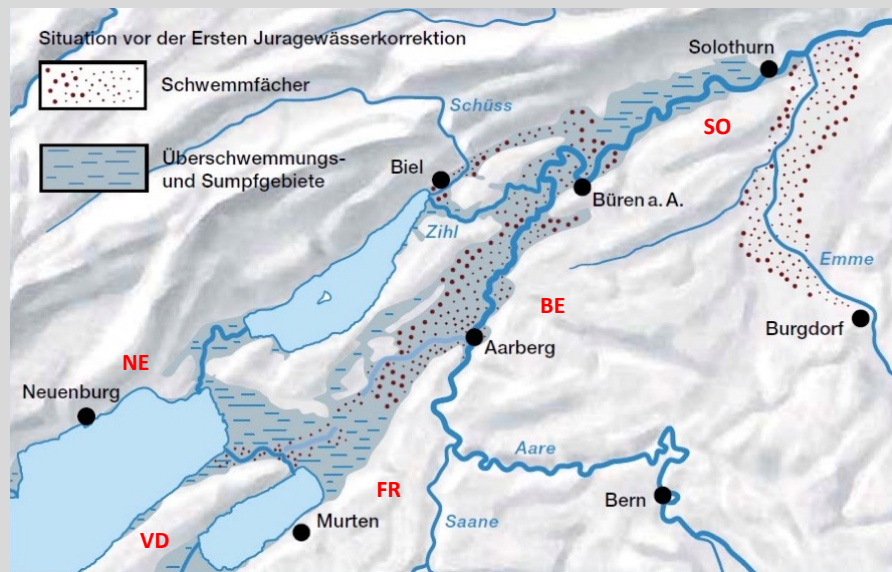 Situation vor der Ersten Juragewässerkorrektion
Schwemmfächer
Überschwemmungs-
und Sumpfgebiete
Solothurn
Schüss
SO
Biel
Büren a. A.
Zihl
Emme
BE
Burgdorf
Aarberg
NE
Neuenburg
Aare
FR
Bern
Saane
Murten
VD